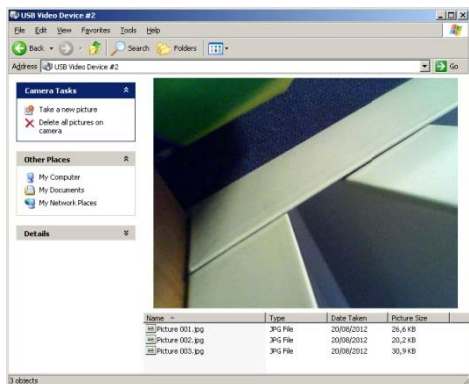 USB Video Device #2
File Edit View Favorites Tools Help
Back Search Folders
Address USB Video Device #2 Go
Camera Tasks
Take a new picture
Delete all pictures on
camera
Other Places
My Computer
My Documents
My Network Places
Details
Name Type Date Taken Picture Size
Picture 001.jpg JPG File 20/08/2012 26,6 KB
Picture 002.jpg JPG File 20/08/2012 20,2 KB
Picture 003.jpg JPG File 20/08/2012 30,9 KB
3 objects